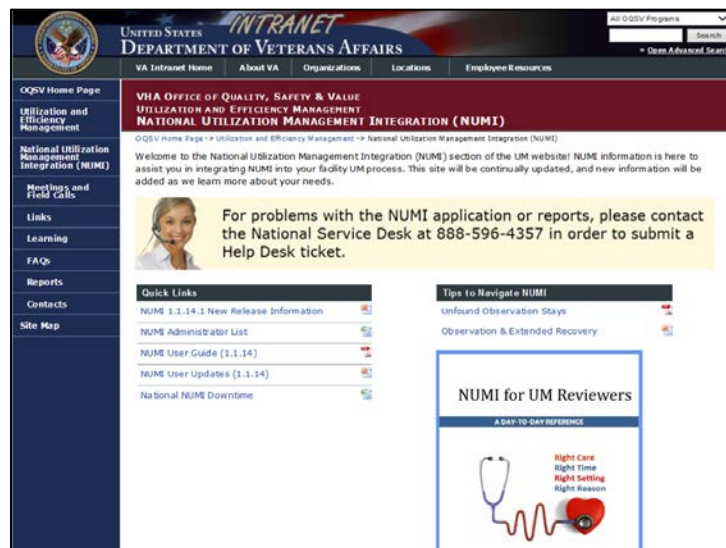 All OQSV Programs
Search
» Open Advanced Search
UNITED STATES
INTRANET
DEPARTMENT OF VETERANS AFFAIRS
VA Intranet Home About VA Organizations Locations Employee Resources
OQSV Home Page
Utilization and
Efficiency
Management
National Utilization
Management
Integration (NUMI)
Meetings and
Field Calls
Links
Learning
FAQs
Reports
Contacts
Site Map
VHA OFFICE OF QUALITY, SAFETY & VALUE
UTILIZATION AND EFFICIENCY MANAGEMENT
NATIONAL UTILIZATION MANAGEMENT INTEGRATION (NUMI)
OQSV Home Page -> Utilization and Efficiency Management -> National Utilization Management Integration (NUMI)
Welcome to the National Utilization Management Integration (NUMI) section of the UM website! NUMI information is here to
assist you in integrating NUMI into your facility UM process. This site will be continually updated, and new information will be
added as we learn more about your needs.
For problems with the NUMI application or reports, please contact
the National Service Desk at 888-596-4357 in order to submit a
Help Desk ticket.
Quick Links
NUMI 1.1.14.1 New Release Information
NUMI Administrator List
NUMI User Guide (1.1.14)
NUMI User Updates (1.1.14)
National NUMI Downtime
Tips to Navigate NUMI
Unfound Observation Stays
Observation & Extended Recovery
NUMI for UM Reviewers
A DAY-TO-DAY REFERENCE
Right Care
Right Time
Right Setting
Right Reason